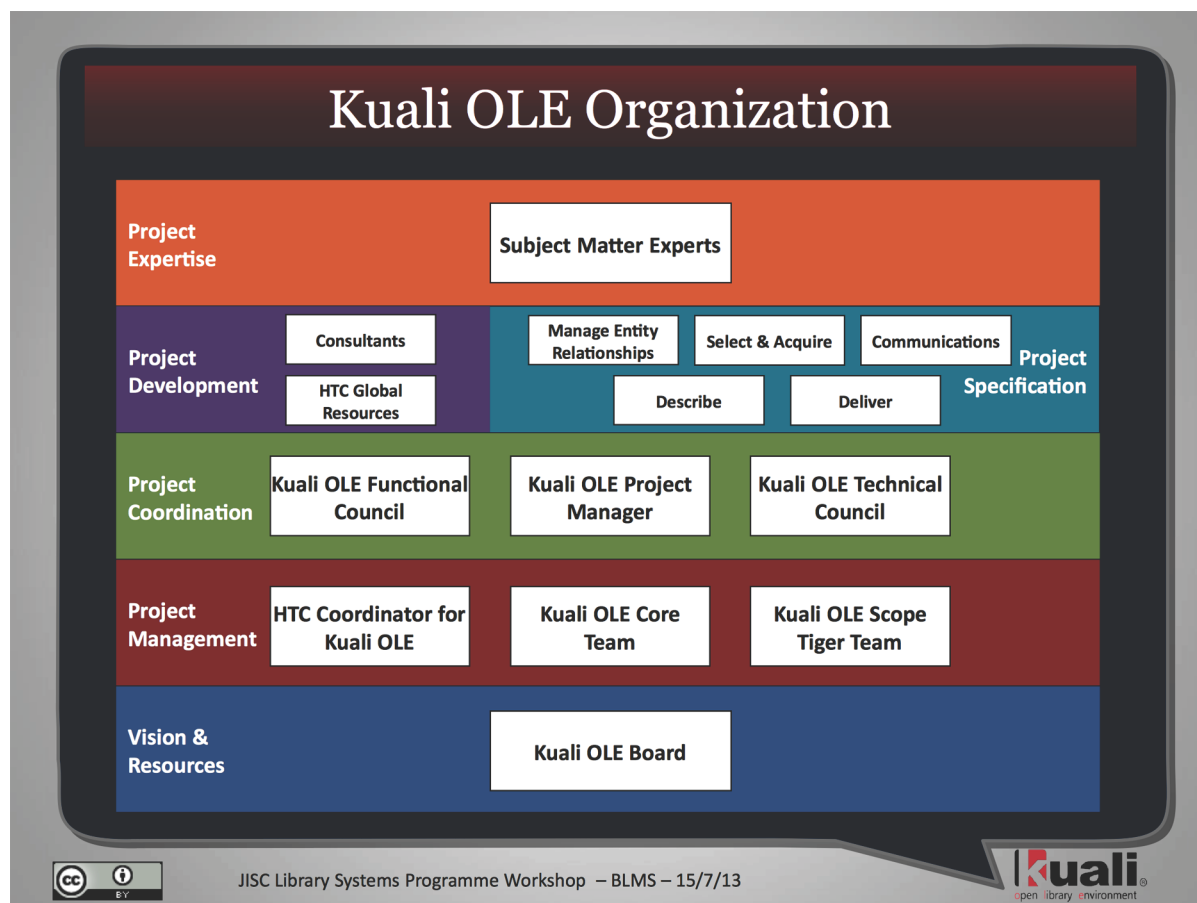 Kuali OLE Organization
Project
Expertise
Subject Matter Experts
Project
Development
Consultants
HTC Global
Resources
Manage Entity
Relationships
Select & Acquire
Communications
Describe
Deliver
Project
Specification
Project
Coordination
Kuali OLE Functional
Council
Kuali OLE Project
Manager
Kuali OLE Technical
Council
Project
Management
HTC Coordinator for
Kuali OLE
Kuali OLE Core
Team
Kuali OLE Scope
Tiger Team
Vision &
Resources
Kuali OLE Board
cc
BY
JISC Library Systems Programme Workshop – BLMS – 15/7/13
kuali®
open library environment